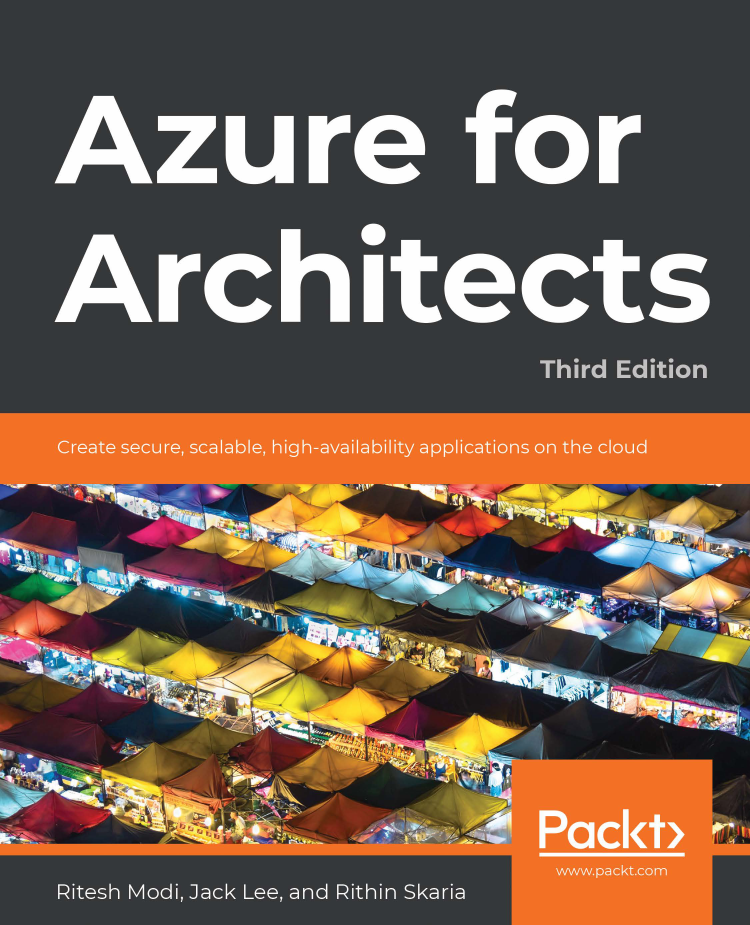 Azure for
Architects
Third Edition
Create secure, scalable, high-availability applications on the cloud
Packt>
www.packt.com
Ritesh Modi, Jack Lee, and Rithin Skaria